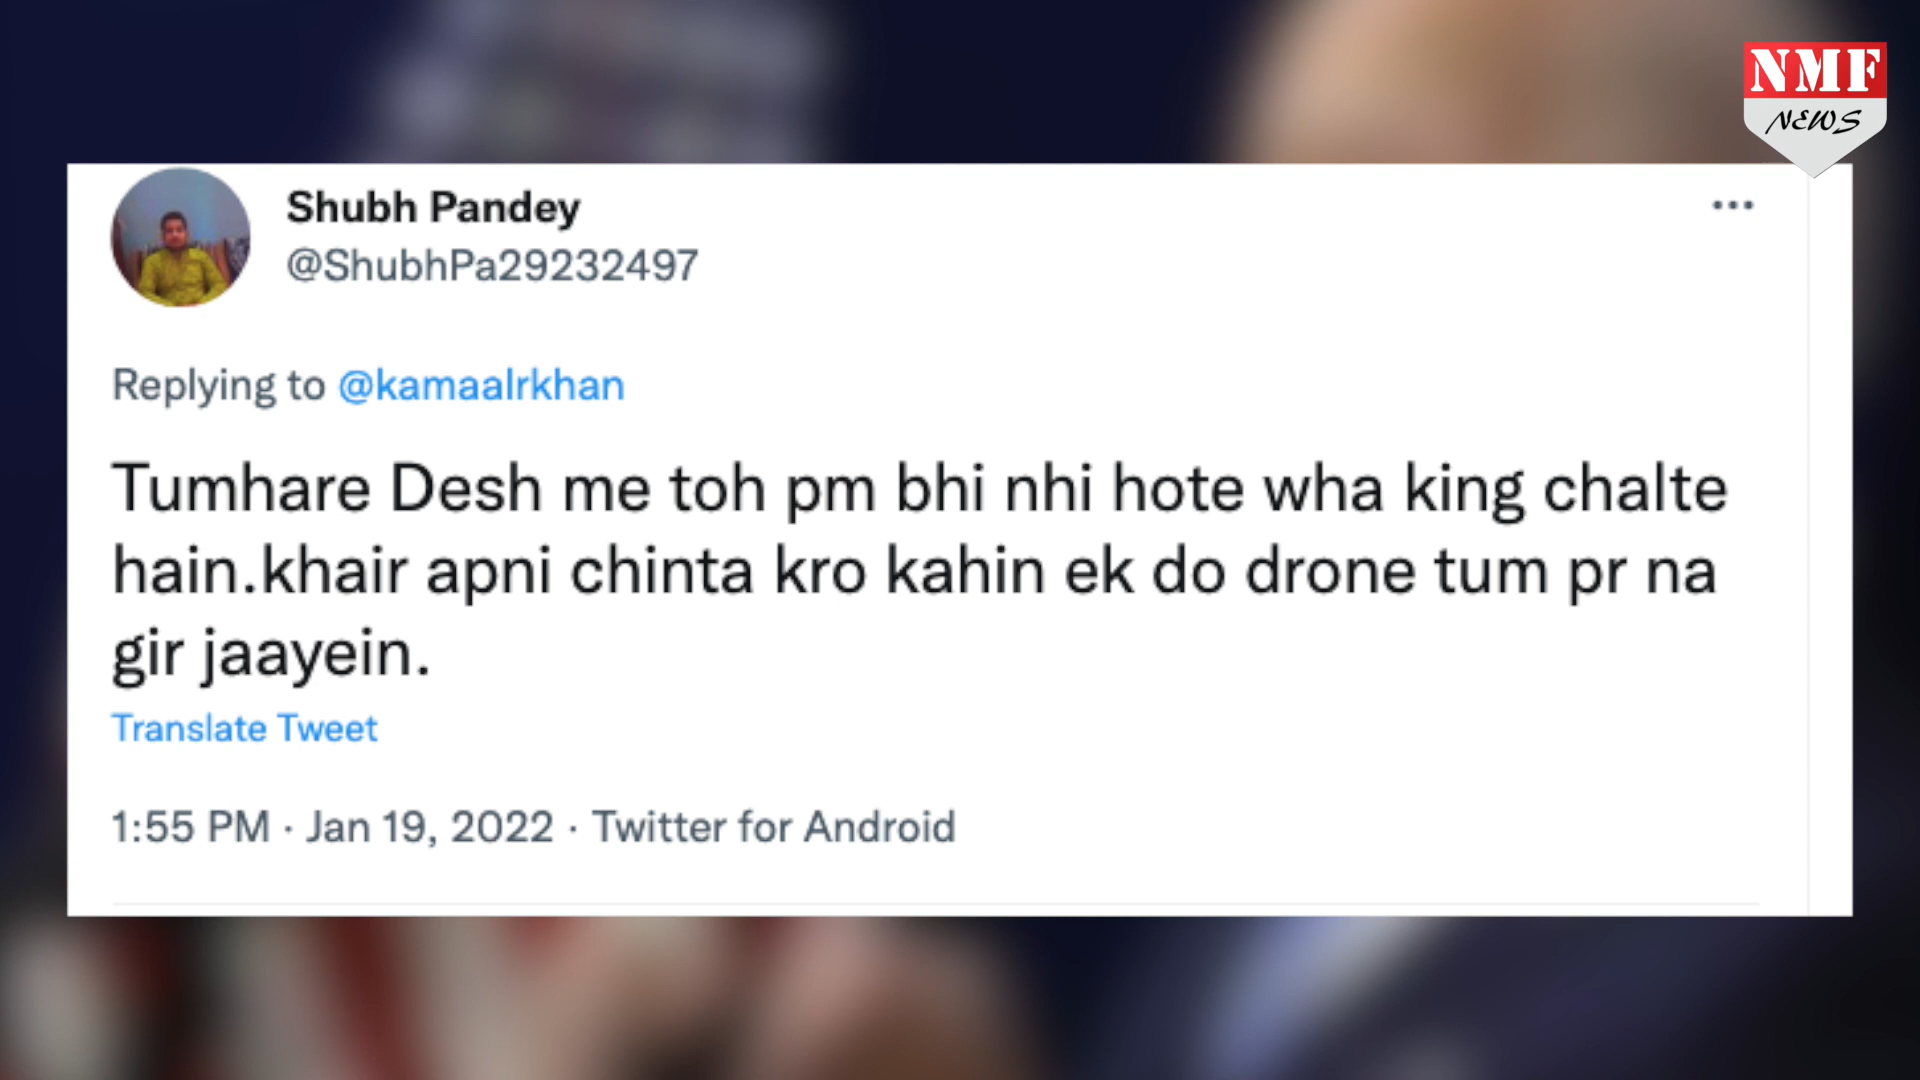 NMF
NEWS
Shubh Pandey
@ShubhPa29232497
Replying to @kamaalrkhan
Tumhare Desh me toh pm bhi nhi hote wha king chalte
hain.khair apni chinta kro kahin ek do drone tum pr na
gir jaayein.
Translate Tweet
1:55 PM · Jan 19, 2022 · Twitter for Android